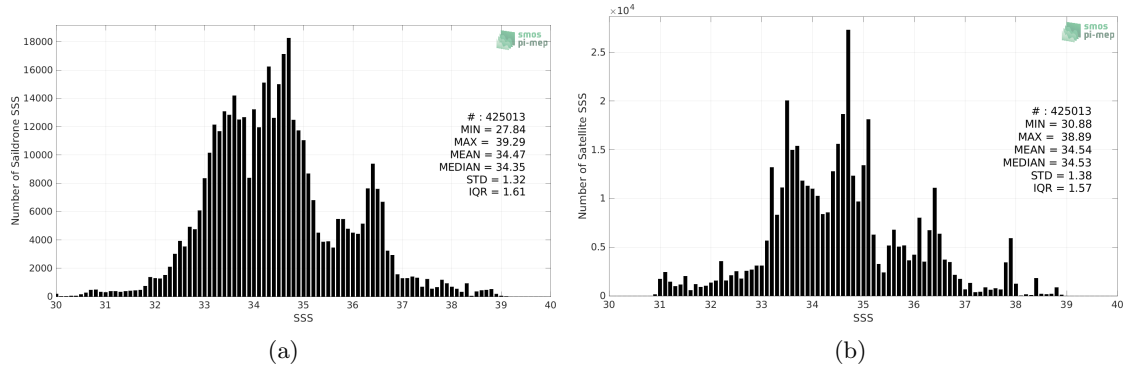 smos
pi-mep
18000
16000
14000
12000
10000
8000
6000
4000
2000
0
Number of Saildrone SSS
# : 425013
MIN = 27.84
MAX = 39.29
MEAN = 34.47
MEDIAN = 34.35
STD = 1.32
IQR = 1.61
30 31 32 33 34 35 36 37 38 39 40
SSS
(a)
×10⁴
smos
pi-mep
2.5
2
1.5
1
0.5
0
Number of Satellite SSS
# : 425013
MIN = 30.88
MAX = 38.89
MEAN = 34.54
MEDIAN = 34.53
STD = 1.38
IQR = 1.57
30 31 32 33 34 35 36 37 38 39 40
SSS
(b)